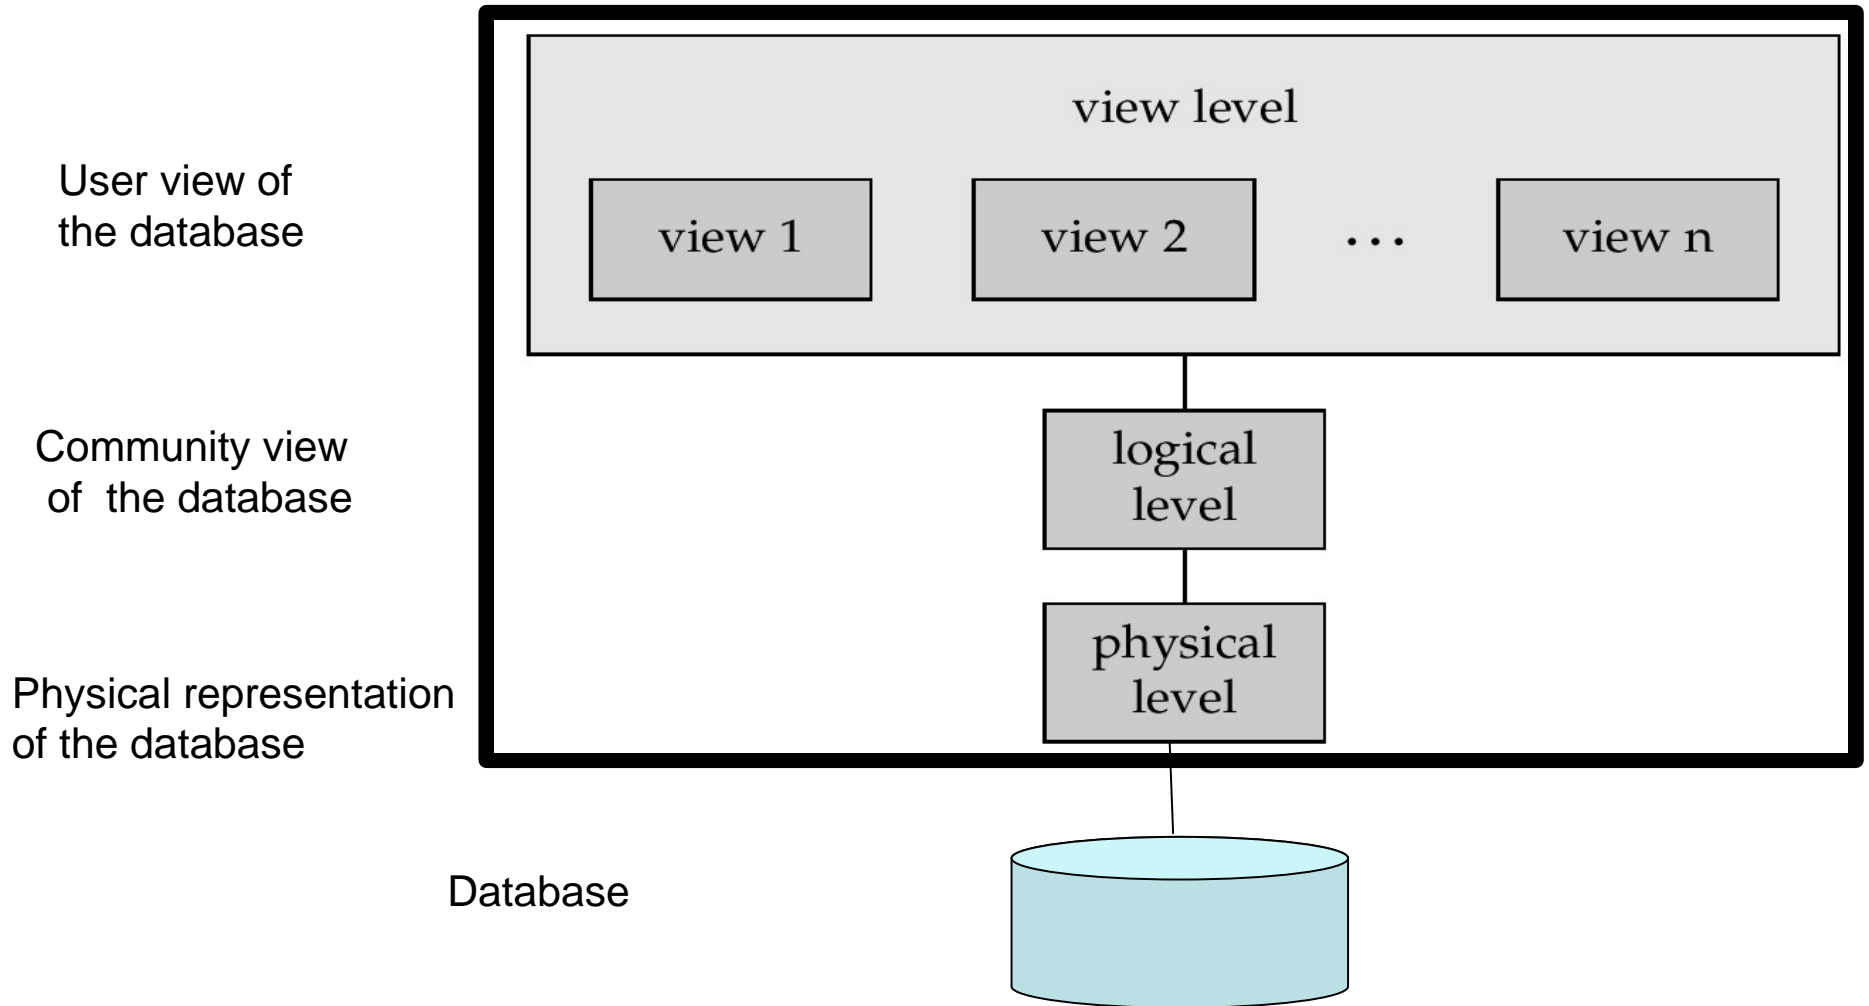 view level
User view of
the database
view 1
view 2
...
view n
Community view
of the database
logical
level
Physical representation
of the database
physical
level
Database